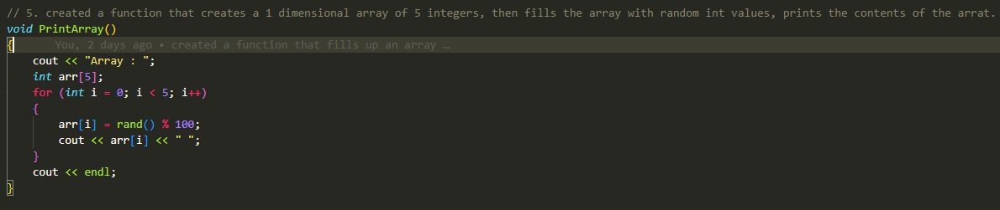 // 5. created a function that creates a 1 dimensional array of 5 integers, then fills the array with random int values, prints the contents of the arrat.
void PrintArray()
{ You, 2 days ago • created a function that fills up an array …
cout << "Array : ";
int arr[5];
for (int i = 0; i < 5; i++)
{
arr[i] = rand() % 100;
cout << arr[i] << " ";
}
cout << endl;
}